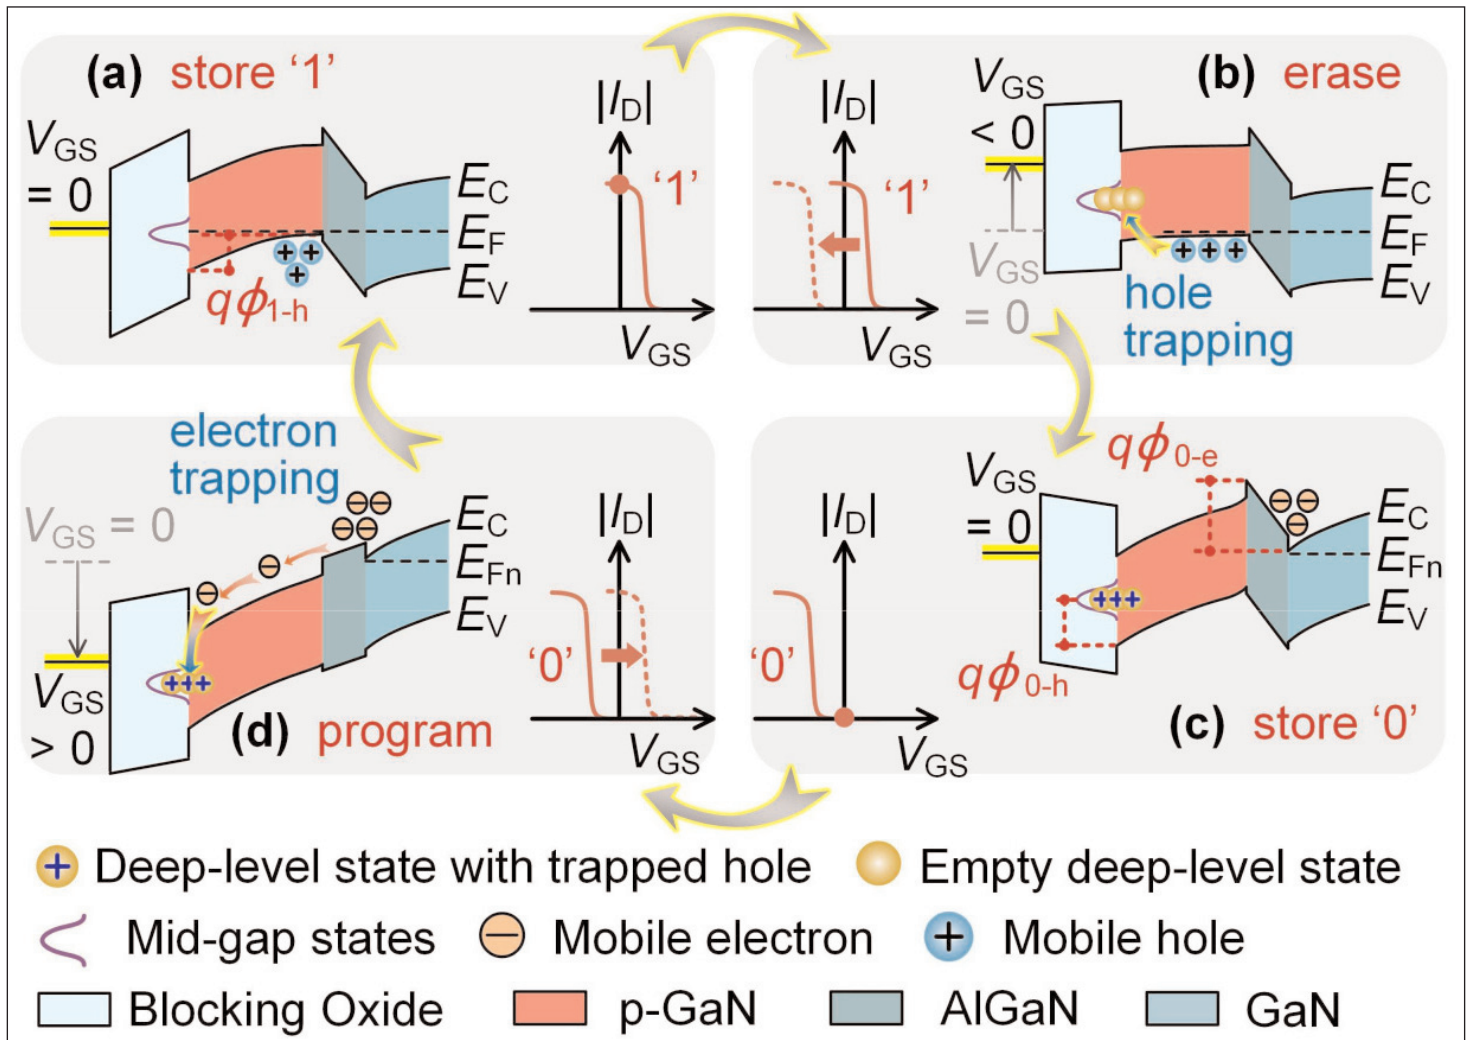 (a) store ‘1’
V_GS
= 0
E_C
E_F
E_V
qϕ_1-h
|I_D|
‘1’
V_GS
(b) erase
|I_D|
‘1’
V_GS
V_GS
< 0
V_GS
= 0
E_C
E_F
E_V
hole
trapping
electron
trapping
V_GS = 0
V_GS
> 0
E_C
E_Fn
E_V
(d) program
|I_D|
‘0’
V_GS
|I_D|
‘0’
V_GS
V_GS
= 0
qϕ_0-e
E_C
E_Fn
E_V
qϕ_0-h
(c) store ‘0’
Deep-level state with trapped hole
Empty deep-level state
Mid-gap states
Mobile electron
Mobile hole
Blocking Oxide
p-GaN
AlGaN
GaN